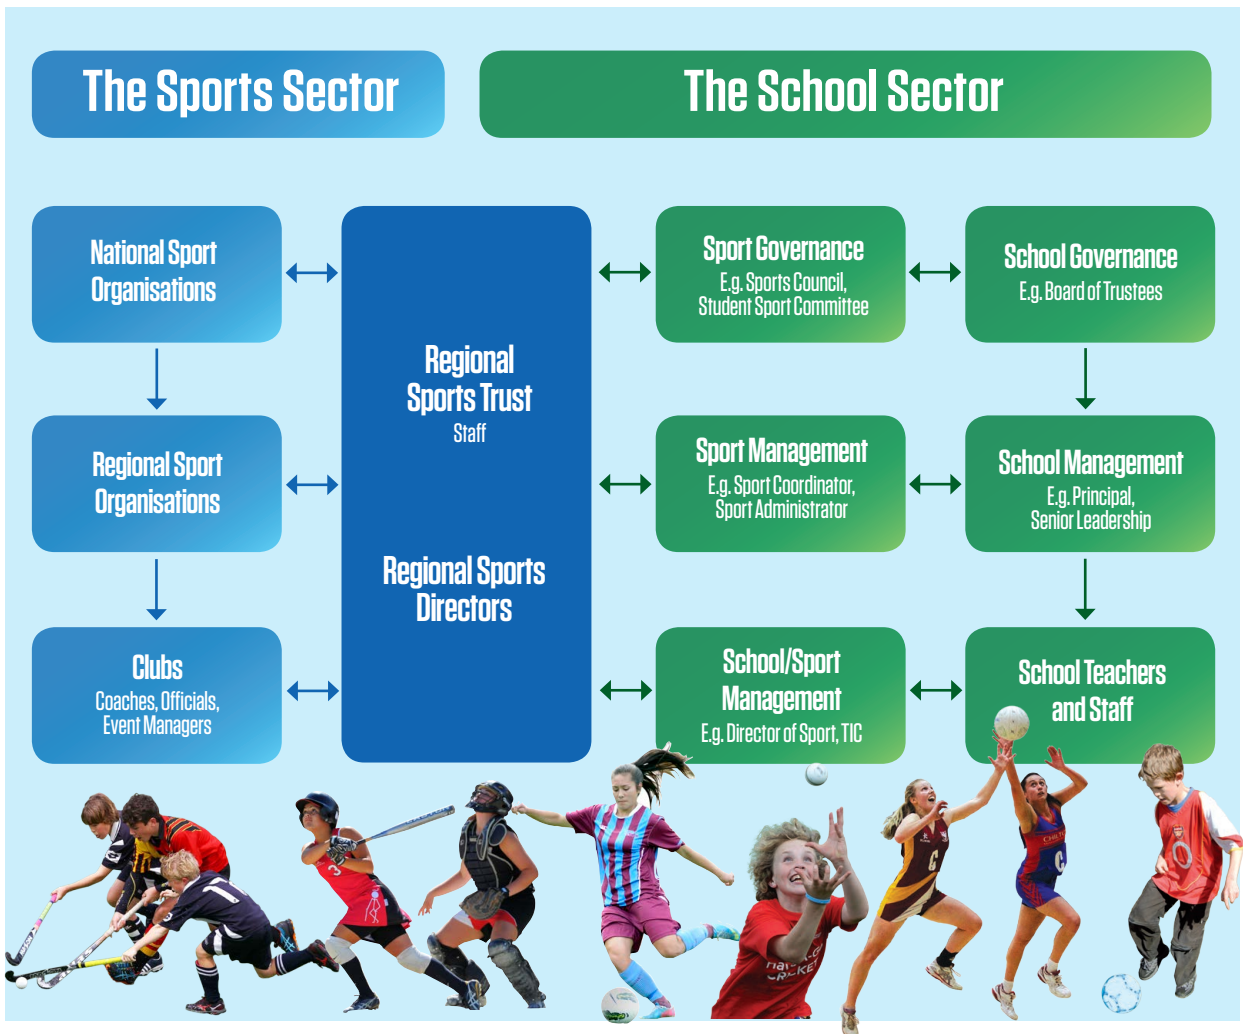 The Sports Sector
The School Sector
National Sport
Organisations
Regional Sport
Organisations
Clubs
Coaches, Officials,
Event Managers
Regional
Sports Trust
Staff
Regional Sports
Directors
Sport Governance
E.g. Sports Council,
Student Sport Committee
School Governance
E.g. Board of Trustees
Sport Management
E.g. Sport Coordinator,
Sport Administrator
School Management
E.g. Principal,
Senior Leadership
School/Sport
Management
E.g. Director of Sport, TIC
School Teachers
and Staff
3
1
G
C
CRICKET